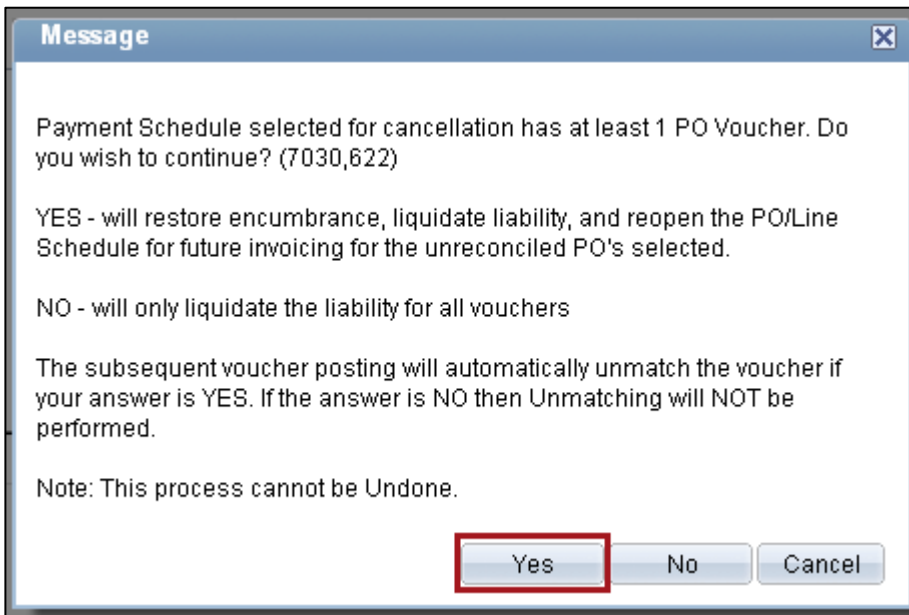 Message
Payment Schedule selected for cancellation has at least 1 PO Voucher. Do
you wish to continue? (7030,622)
YES - will restore encumbrance, liquidate liability, and reopen the PO/Line
Schedule for future invoicing for the unreconciled PO's selected.
NO - will only liquidate the liability for all vouchers
The subsequent voucher posting will automatically unmatch the voucher if
your answer is YES. If the answer is NO then Unmatching will NOT be
performed.
Note: This process cannot be Undone.
Yes No Cancel